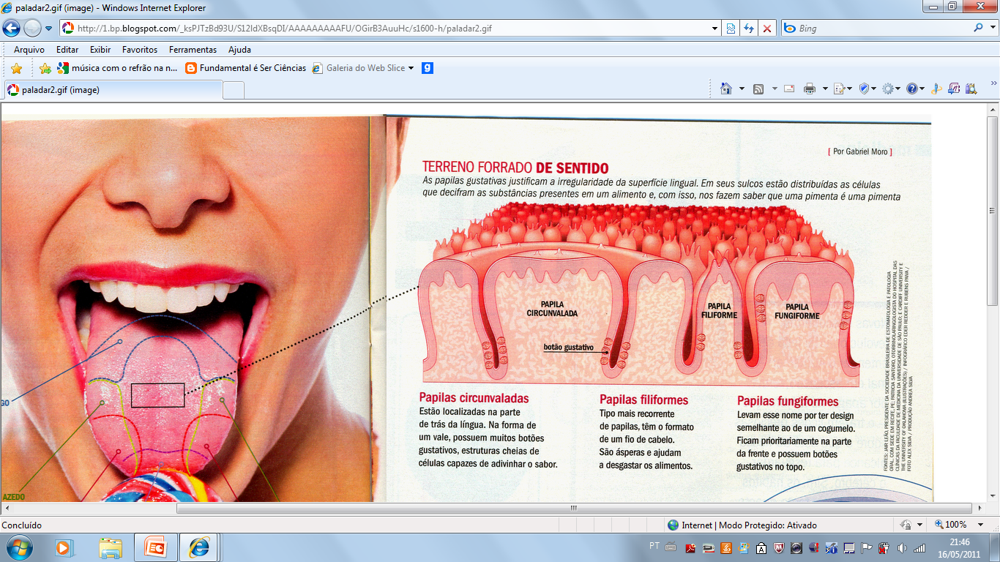 paladar2.gif (image) - Windows Internet Explorer
http://1.bp.blogspot.com/_ksPJTzBd93U/S12IdXBsqDI/AAAAAAAAAFU/OGirB3AuuHc/s1600-h/paladar2.gif
Bing
Arquivo Editar Exibir Favoritos Ferramentas Ajuda
música com o refrão na n... Fundamental é Ser Ciências Galeria do Web Slice
paladar2.gif (image)
[ Por Gabriel Moro ]
TERRENO FORRADO DE SENTIDO
As papilas gustativas justificam a irregularidade da superfície lingual. Em seus sulcos estão distribuídas as células
que decifram as substâncias presentes em um alimento e, com isso, nos fazem saber que uma pimenta é uma pimenta
PAPILA
CIRCUNVALADA
PAPILA
FILIFORME
PAPILA
FUNGIFORME
botão gustativo
GO
AZEDO
Papilas circunvaladas
Estão localizadas na parte
de trás da língua. Na forma de
um vale, possuem muitos botões
gustativos, estruturas cheias de
células capazes de adivinhar o sabor.
Papilas filiformes
Tipo mais recorrente
de papilas, têm o formato
de um fio de cabelo.
São ásperas e ajudam
a desgastar os alimentos.
Papilas fungiformes
Levam esse nome por ter design
semelhante ao de um cogumelo.
Ficam prioritariamente na parte
da frente e possuem botões
gustativos no topo.
FONTES: JAIR LEÃO, PRESIDENTE DA SOCIEDADE BRASILEIRA DE ESTOMATOLOGIA E PATOLOGIA
ORAL, COM SEDE EM RECIFE, PE; PATRICIA SANTORO, OTORRINOLARINGOLOGISTA DO HOSPITAL DAS
CLÍNICAS DA FACULDADE DE MEDICINA DA UNIVERSIDADE DE SÃO PAULO; E CARDIFF UNIVERSITY E
THE UNIVERSITY OF OKLAHOMA (ILUSTRAÇÕES) / INFOGRÁFICO EDER REDDER E RUBENS PAIVA /
FOTO ALEX SILVA / PRODUÇÃO ANDREA SILVA
Concluído
Internet | Modo Protegido: Ativado
100%
PT
21:46
16/05/2011